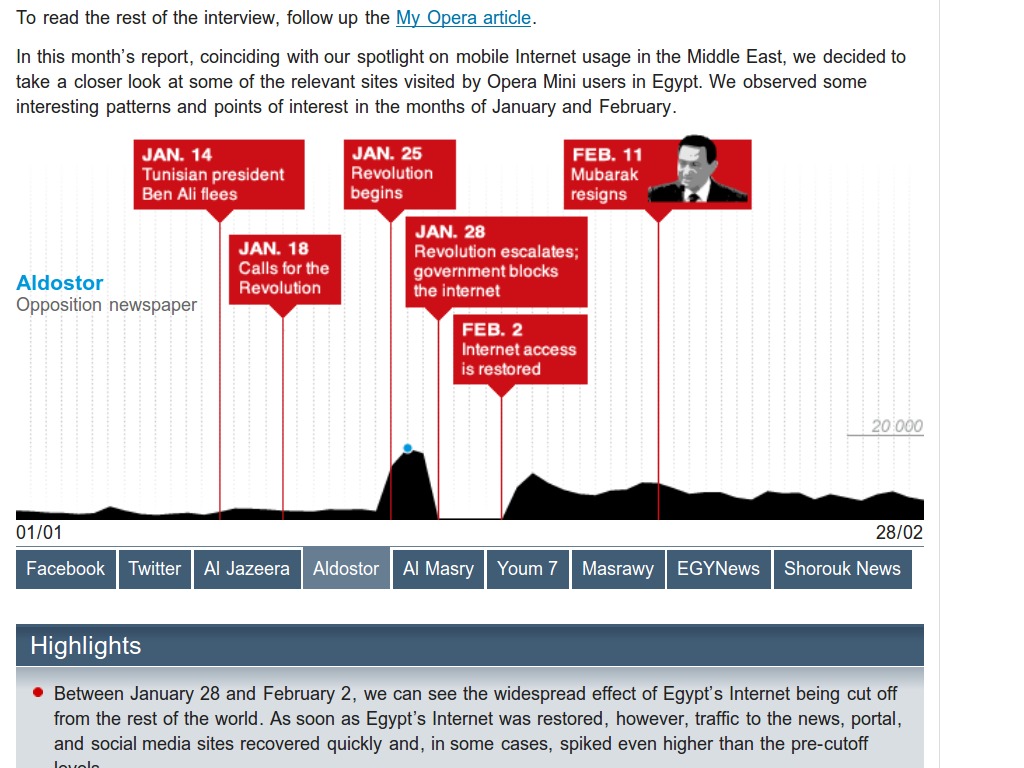 To read the rest of the interview, follow up the My Opera article.
In this month's report, coinciding with our spotlight on mobile Internet usage in the Middle East, we decided to
take a closer look at some of the relevant sites visited by Opera Mini users in Egypt. We observed some
interesting patterns and points of interest in the months of January and February.
JAN. 14
Tunisian president
Ben Ali flees
JAN. 25
Revolution
begins
FEB. 11
Mubarak
resigns
JAN. 18
Calls for the
Revolution
JAN. 28
Revolution escalates;
government blocks
the internet
Aldostor
Opposition newspaper
FEB. 2
Internet access
is restored
20 000
01/01
28/02
Facebook Twitter Al Jazeera Aldostor Al Masry Youm 7 Masrawy EGYNews Shorouk News
Highlights
Between January 28 and February 2, we can see the widespread effect of Egypt's Internet being cut off
from the rest of the world. As soon as Egypt's Internet was restored, however, traffic to the news, portal,
and social media sites recovered quickly and, in some cases, spiked even higher than the pre-cutoff
levels.